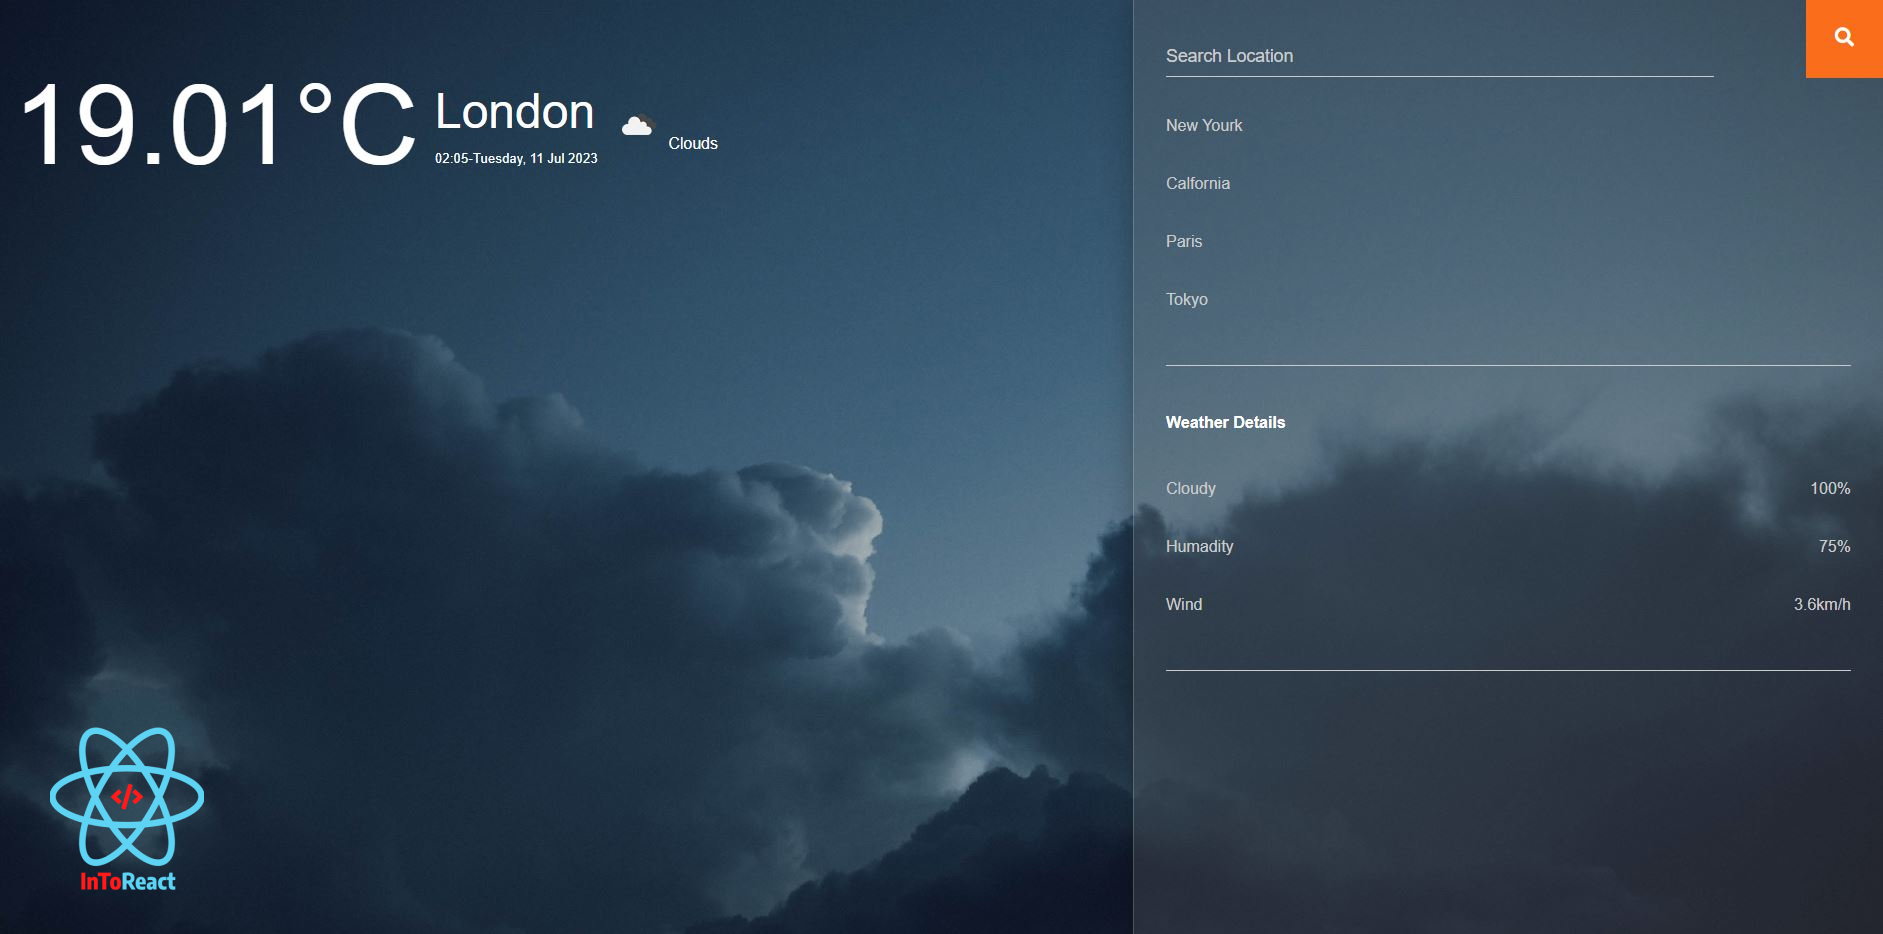 19.01°C
London
02:05-Tuesday, 11 Jul 2023
Clouds
</>
InToReact
Search Location
New Yourk
Calfornia
Paris
Tokyo
Weather Details
Cloudy 100%
Humadity 75%
Wind 3.6km/h